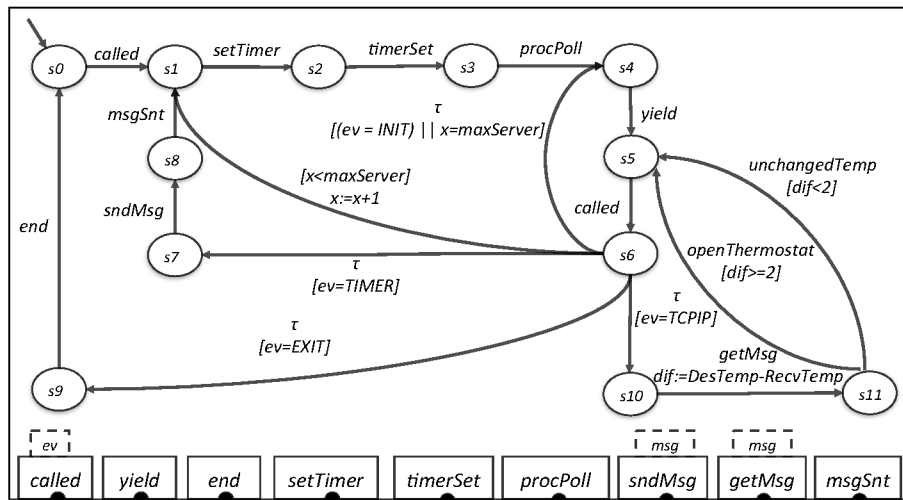 called
setTimer
timerSet
procPoll
s0
s1
s2
s3
s4
τ
[(ev = INIT) || x=maxServer]
msgSnt
yield
s8
s5
unchangedTemp
[dif<2]
[x<maxServer]
x:=x+1
sndMsg
called
end
openThermostat
[dif>=2]
s7
s6
τ
[ev=TIMER]
τ
[ev=TCPIP]
τ
[ev=EXIT]
getMsg
dif:=DesTemp-RecvTemp
s9
s10
s11
ev
msg
msg
called
yield
end
setTimer
timerSet
procPoll
sndMsg
getMsg
msgSnt